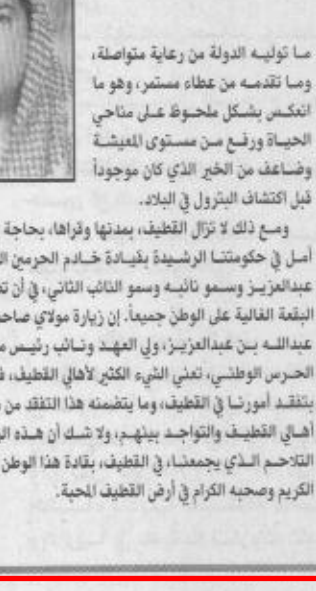 ما توليه الدولة من رعاية متواصلة،
وما تقدمه من عطاء مستمر، وهو ما
انعكس بشكل ملحوظ على مناحي
الحياة ورفع من مستوى المعيشة
وضاعف من الخير الذي كان موجوداً
قبل اكتشاف البترول في البلاد.
ومع ذلك لا تزال القطيف، بمدنها وقراها، بحاجة
أمل في حكومتنا الرشيدة بقيادة خادم الحرمين
عبدالعزيز وسمو نائبه وسمو النائب الثاني، في أن
البقعة الغالية على الوطن جميعاً. إن زيارة مولاي
عبدالله بن عبدالعزيز، ولي العهد ونائب رئيس
الحرس الوطني، تعني الشيء الكثير لأهالي القطيف،
بتفقد أمورنا في القطيف، وما يتضمنه هذا التفقد من
أهالي القطيف والتواجد بينهم، ولا شك أن هذه
التلاحم الذي يجمعنا، في القطيف، بقادة هذا الوطن
الكريم وصحبه الكرام في أرض القطيف المحبة.